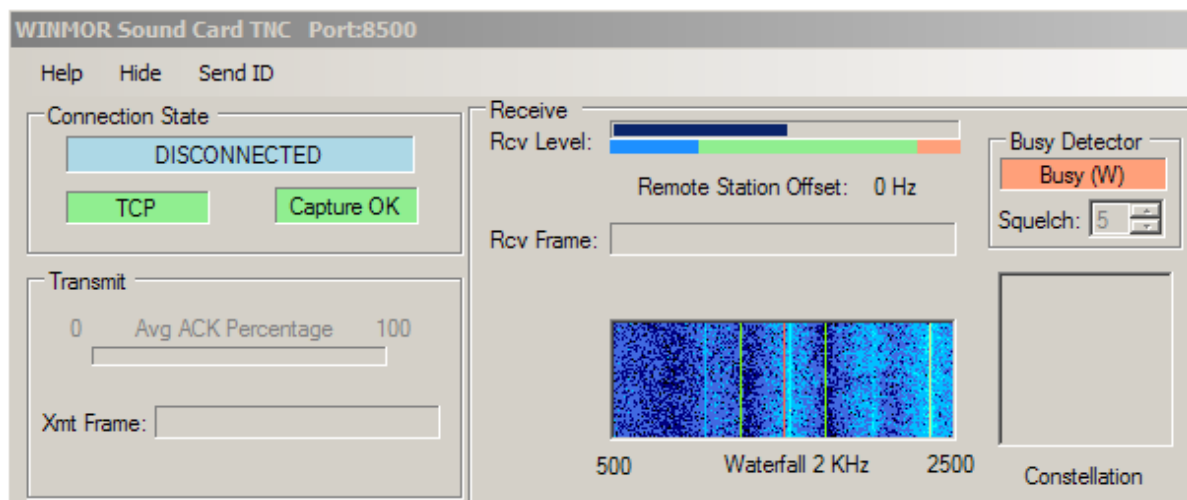 WINMOR Sound Card TNC Port:8500
Help Hide Send ID
Connection State
DISCONNECTED
TCP Capture OK
Transmit
0 Avg ACK Percentage 100
Xmt Frame:
Receive
Rcv Level:
Remote Station Offset: 0 Hz
Rcv Frame:
500 Waterfall 2 KHz 2500
Busy Detector
Busy (W)
Squelch: 5
Constellation